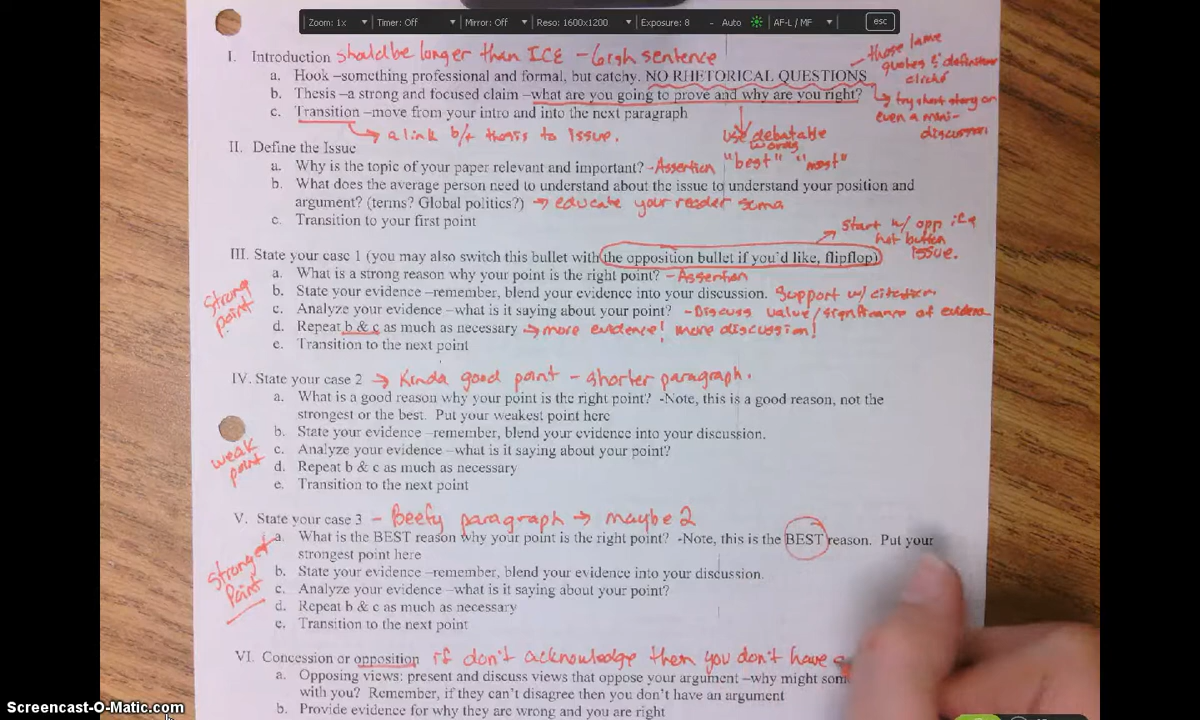 Zoom: 1x Timer: Off Mirror: Off Reso: 1600x1200 Exposure: 8 - Auto AF-L / MF esc
I. Introduction should be longer than ICE - 6ish sentence
those lame quotes & definition cliché
a. Hook –something professional and formal, but catchy. NO RHETORICAL QUESTIONS
b. Thesis –a strong and focused claim –what are you going to prove and why are you right?
try short story or even a mini-discussion
c. Transition –move from your intro and into the next paragraph
a link b/t thesis to Issue.
use debatable words
"best" "most"
II. Define the Issue
a. Why is the topic of your paper relevant and important? -Assertion
b. What does the average person need to understand about the issue to understand your position and
argument? (terms? Global politics?) → educate your reader
c. Transition to your first point
start w/ opp if a hot button issue.
III. State your case 1 (you may also switch this bullet with the opposition bullet if you'd like, flipflop)
a. What is a strong reason why your point is the right point? - Assertion
strong point
b. State your evidence –remember, blend your evidence into your discussion. Support w/ citation
c. Analyze your evidence –what is it saying about your point? - Discuss value/significance of evidence
d. Repeat b & c as much as necessary → more evidence! more discussion!
e. Transition to the next point
IV. State your case 2 → Kinda good point - shorter paragraph.
a. What is a good reason why your point is the right point? -Note, this is a good reason, not the
strongest or the best. Put your weakest point here
b. State your evidence –remember, blend your evidence into your discussion.
weak point
c. Analyze your evidence –what is it saying about your point?
d. Repeat b & c as much as necessary
e. Transition to the next point
V. State your case 3 - Beefy paragraph → maybe 2
a. What is the BEST reason why your point is the right point? -Note, this is the BEST reason. Put your
strongest point here
Strongest Point
b. State your evidence –remember, blend your evidence into your discussion.
c. Analyze your evidence –what is it saying about your point?
d. Repeat b & c as much as necessary
e. Transition to the next point
VI. Concession or opposition if don't acknowledge then you don't have
a. Opposing views: present and discuss views that oppose your argument –why might som
with you? Remember, if they can't disagree then you don't have an argument
b. Provide evidence for why they are wrong and you are right
Screencast-O-Matic.com